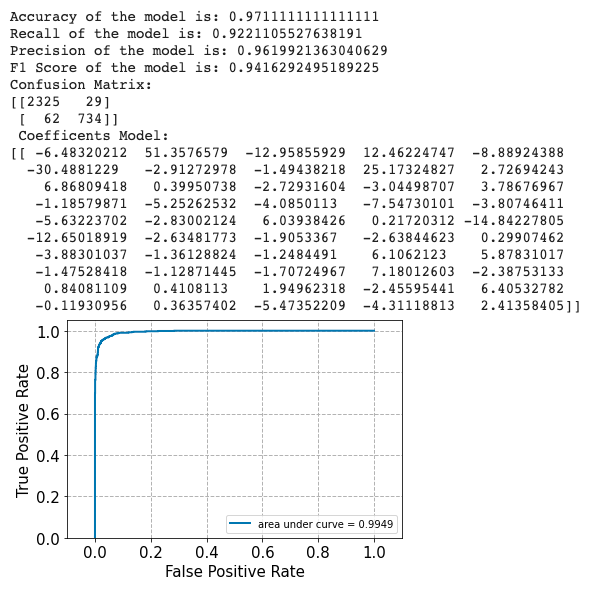 Accuracy of the model is: 0.9711111111111111
Recall of the model is: 0.9221105527638191
Precision of the model is: 0.9619921363040629
F1 Score of the model is: 0.9416292495189225
Confusion Matrix:
[[2325   29]
 [  62  734]]
 Coefficents Model:
[[ -6.48320212  51.3576579  -12.95855929  12.46224747  -8.88924388
  -30.4881229   -2.91272978  -1.49438218  25.17324827   2.72694243
    6.86809418   0.39950738  -2.72931604  -3.04498707   3.78676967
   -1.18579871  -5.25262532  -4.0850113   -7.54730101  -3.80746411
   -5.63223702  -2.83002124   6.03938426   0.21720312 -14.84227805
  -12.65018919  -2.63481773  -1.9053367   -2.63844623   0.29907462
   -3.88301037  -1.36128824  -1.2484491    6.1062123    5.87831017
   -1.47528418  -1.12871445  -1.70724967   7.18012603  -2.38753133
    0.84081109   0.4108113    1.94962318  -2.45595441   6.40532782
   -0.11930956   0.36357402  -5.47352209  -4.31118813   2.41358405]]
1.0
0.8
0.6
0.4
0.2
0.0
True Positive Rate
area under curve = 0.9949
0.0 0.2 0.4 0.6 0.8 1.0
False Positive Rate